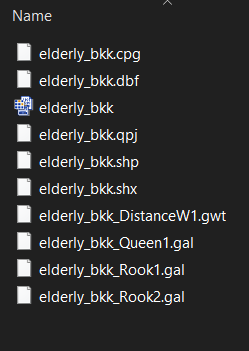 Name
elderly_bkk.cpg
elderly_bkk.dbf
elderly_bkk
elderly_bkk.qpj
elderly_bkk.shp
elderly_bkk.shx
elderly_bkk_DistanceW1.gwt
elderly_bkk_Queen1.gal
elderly_bkk_Rook1.gal
elderly_bkk_Rook2.gal